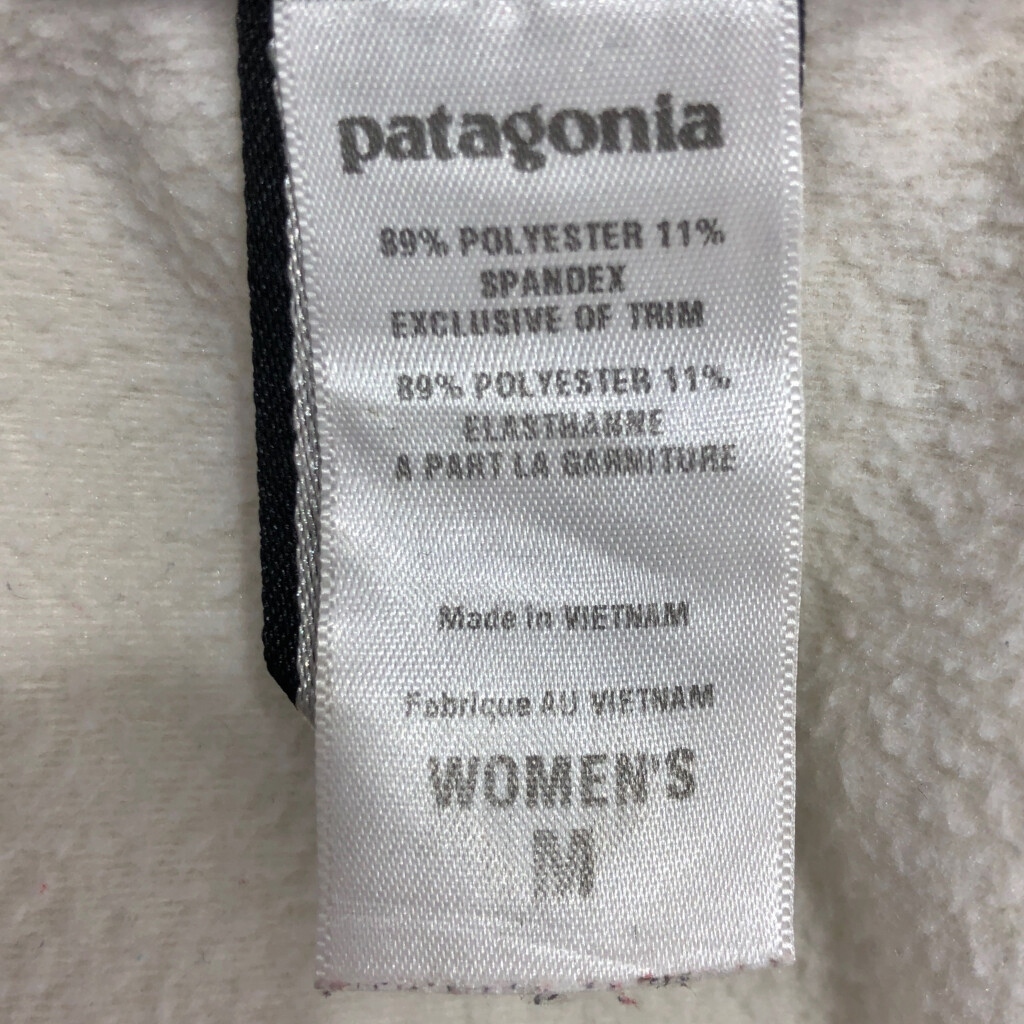 patagonia
89% POLYESTER 11%
SPANDEX
EXCLUSIVE OF TRIM
89% POLYESTER 11%
ELASTHANNE
A PART LA GARNITURE
Made in VIETNAM
Fabrique AU VIETNAM
WOMEN'S
M